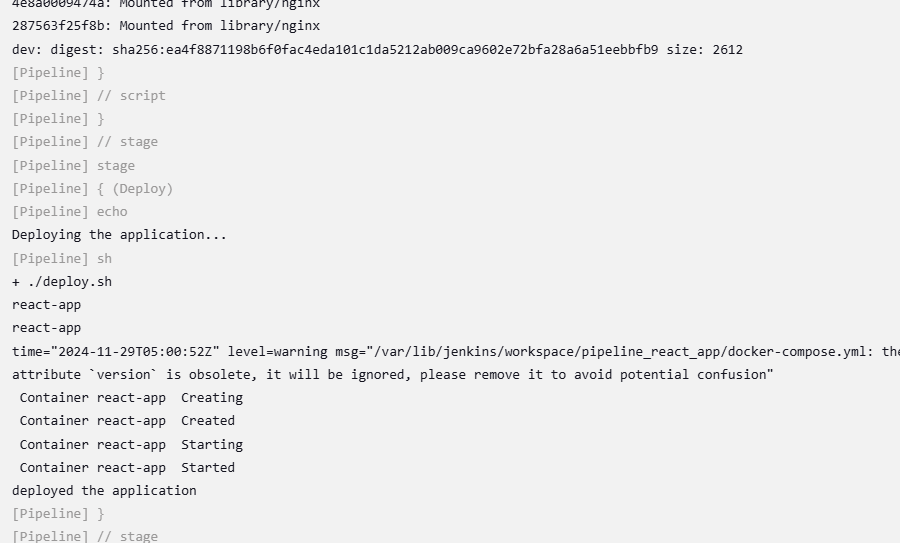 4e8a0009474a: Mounted from library/nginx
287563f25f8b: Mounted from library/nginx
dev: digest: sha256:ea4f8871198b6f0fac4eda101c1da5212ab009ca9602e72bfa28a6a51eebbfb9 size: 2612
[Pipeline] }
[Pipeline] // script
[Pipeline] }
[Pipeline] // stage
[Pipeline] stage
[Pipeline] { (Deploy)
[Pipeline] echo
Deploying the application...
[Pipeline] sh
+ ./deploy.sh
react-app
react-app
time="2024-11-29T05:00:52Z" level=warning msg="/var/lib/jenkins/workspace/pipeline_react_app/docker-compose.yml: the
attribute `version` is obsolete, it will be ignored, please remove it to avoid potential confusion"
Container react-app  Creating
Container react-app  Created
Container react-app  Starting
Container react-app  Started
deployed the application
[Pipeline] }
[Pipeline] // stage